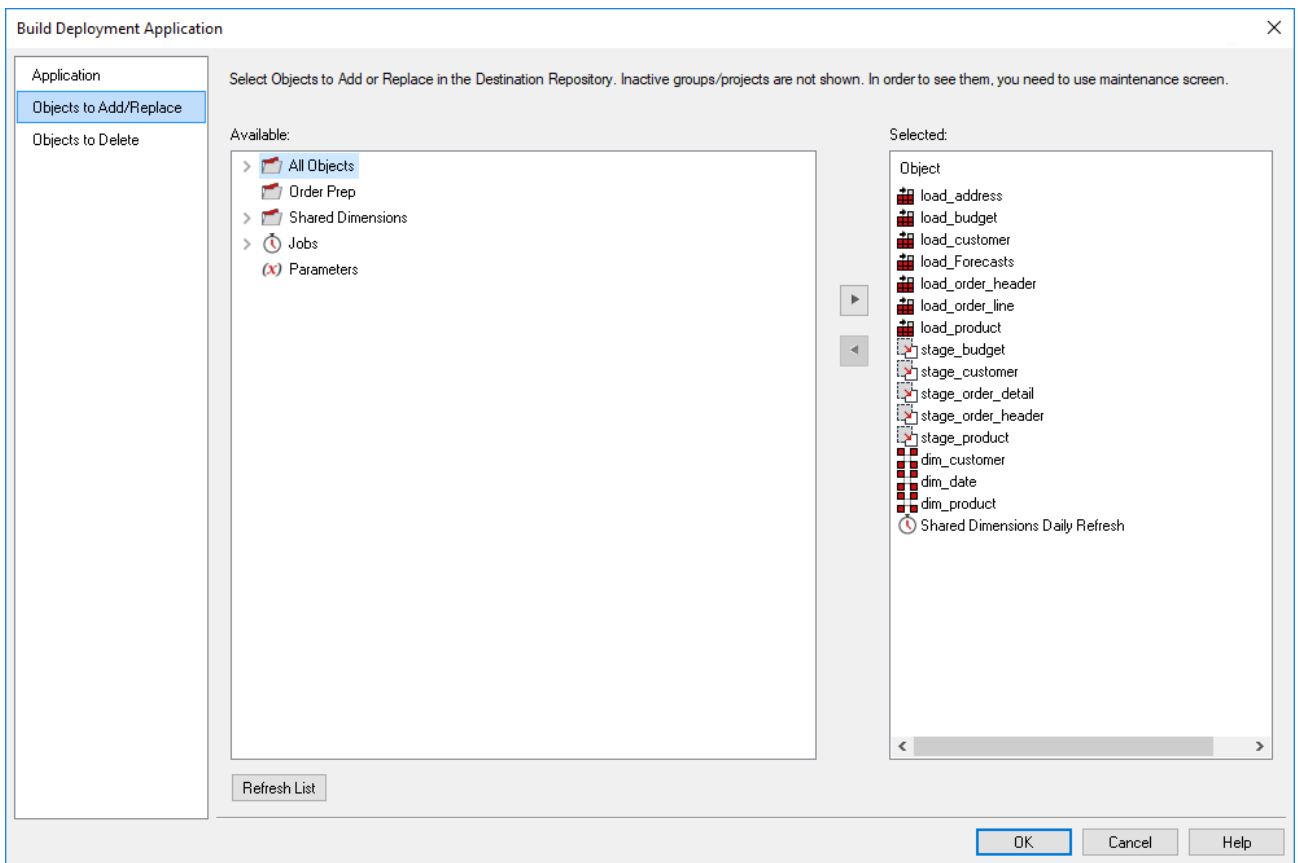 Build Deployment Application
Application
Objects to Add/Replace
Objects to Delete
Select Objects to Add or Replace in the Destination Repository. Inactive groups/projects are not shown. In order to see them, you need to use maintenance screen.
Available:
All Objects
Order Prep
Shared Dimensions
Jobs
(x) Parameters
Refresh List
Selected:
Object
load_address
load_budget
load_customer
load_Forecasts
load_order_header
load_order_line
load_product
stage_budget
stage_customer
stage_order_detail
stage_order_header
stage_product
dim_customer
dim_date
dim_product
Shared Dimensions Daily Refresh
OK
Cancel
Help